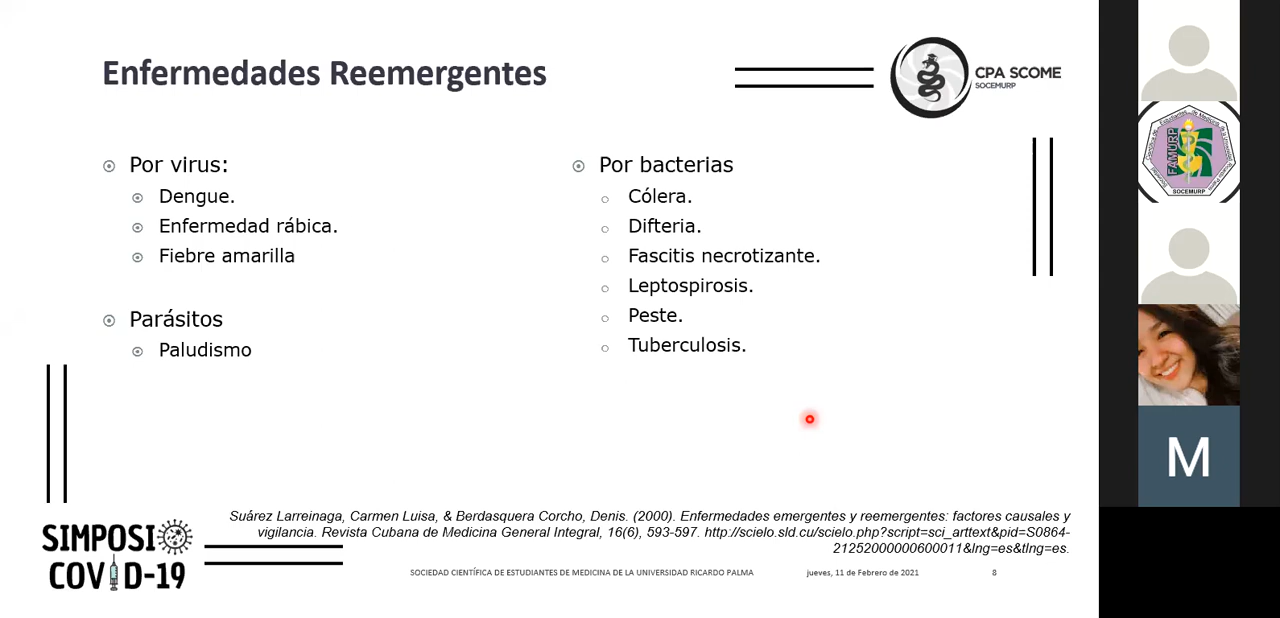 Enfermedades Reemergentes
CPA SCOME
SOCEMURP
Por virus:
Dengue.
Enfermedad rábica.
Fiebre amarilla
Parásitos
Paludismo
Por bacterias
Cólera.
Difteria.
Fascitis necrotizante.
Leptospirosis.
Peste.
Tuberculosis.
Suárez Larreinaga, Carmen Luisa, & Berdasquera Corcho, Denis. (2000). Enfermedades emergentes y reemergentes: factores causales y
vigilancia. Revista Cubana de Medicina General Integral, 16(6), 593-597. http://scielo.sld.cu/scielo.php?script=sci_arttext&pid=S0864-
21252000000600011&lng=es&tlng=es.
SIMPOSI
COVID-19
SOCIEDAD CIENTÍFICA DE ESTUDIANTES DE MEDICINA DE LA UNIVERSIDAD RICARDO PALMA
jueves, 11 de Febrero de 2021
8
FAMURP
SOCEMURP
M